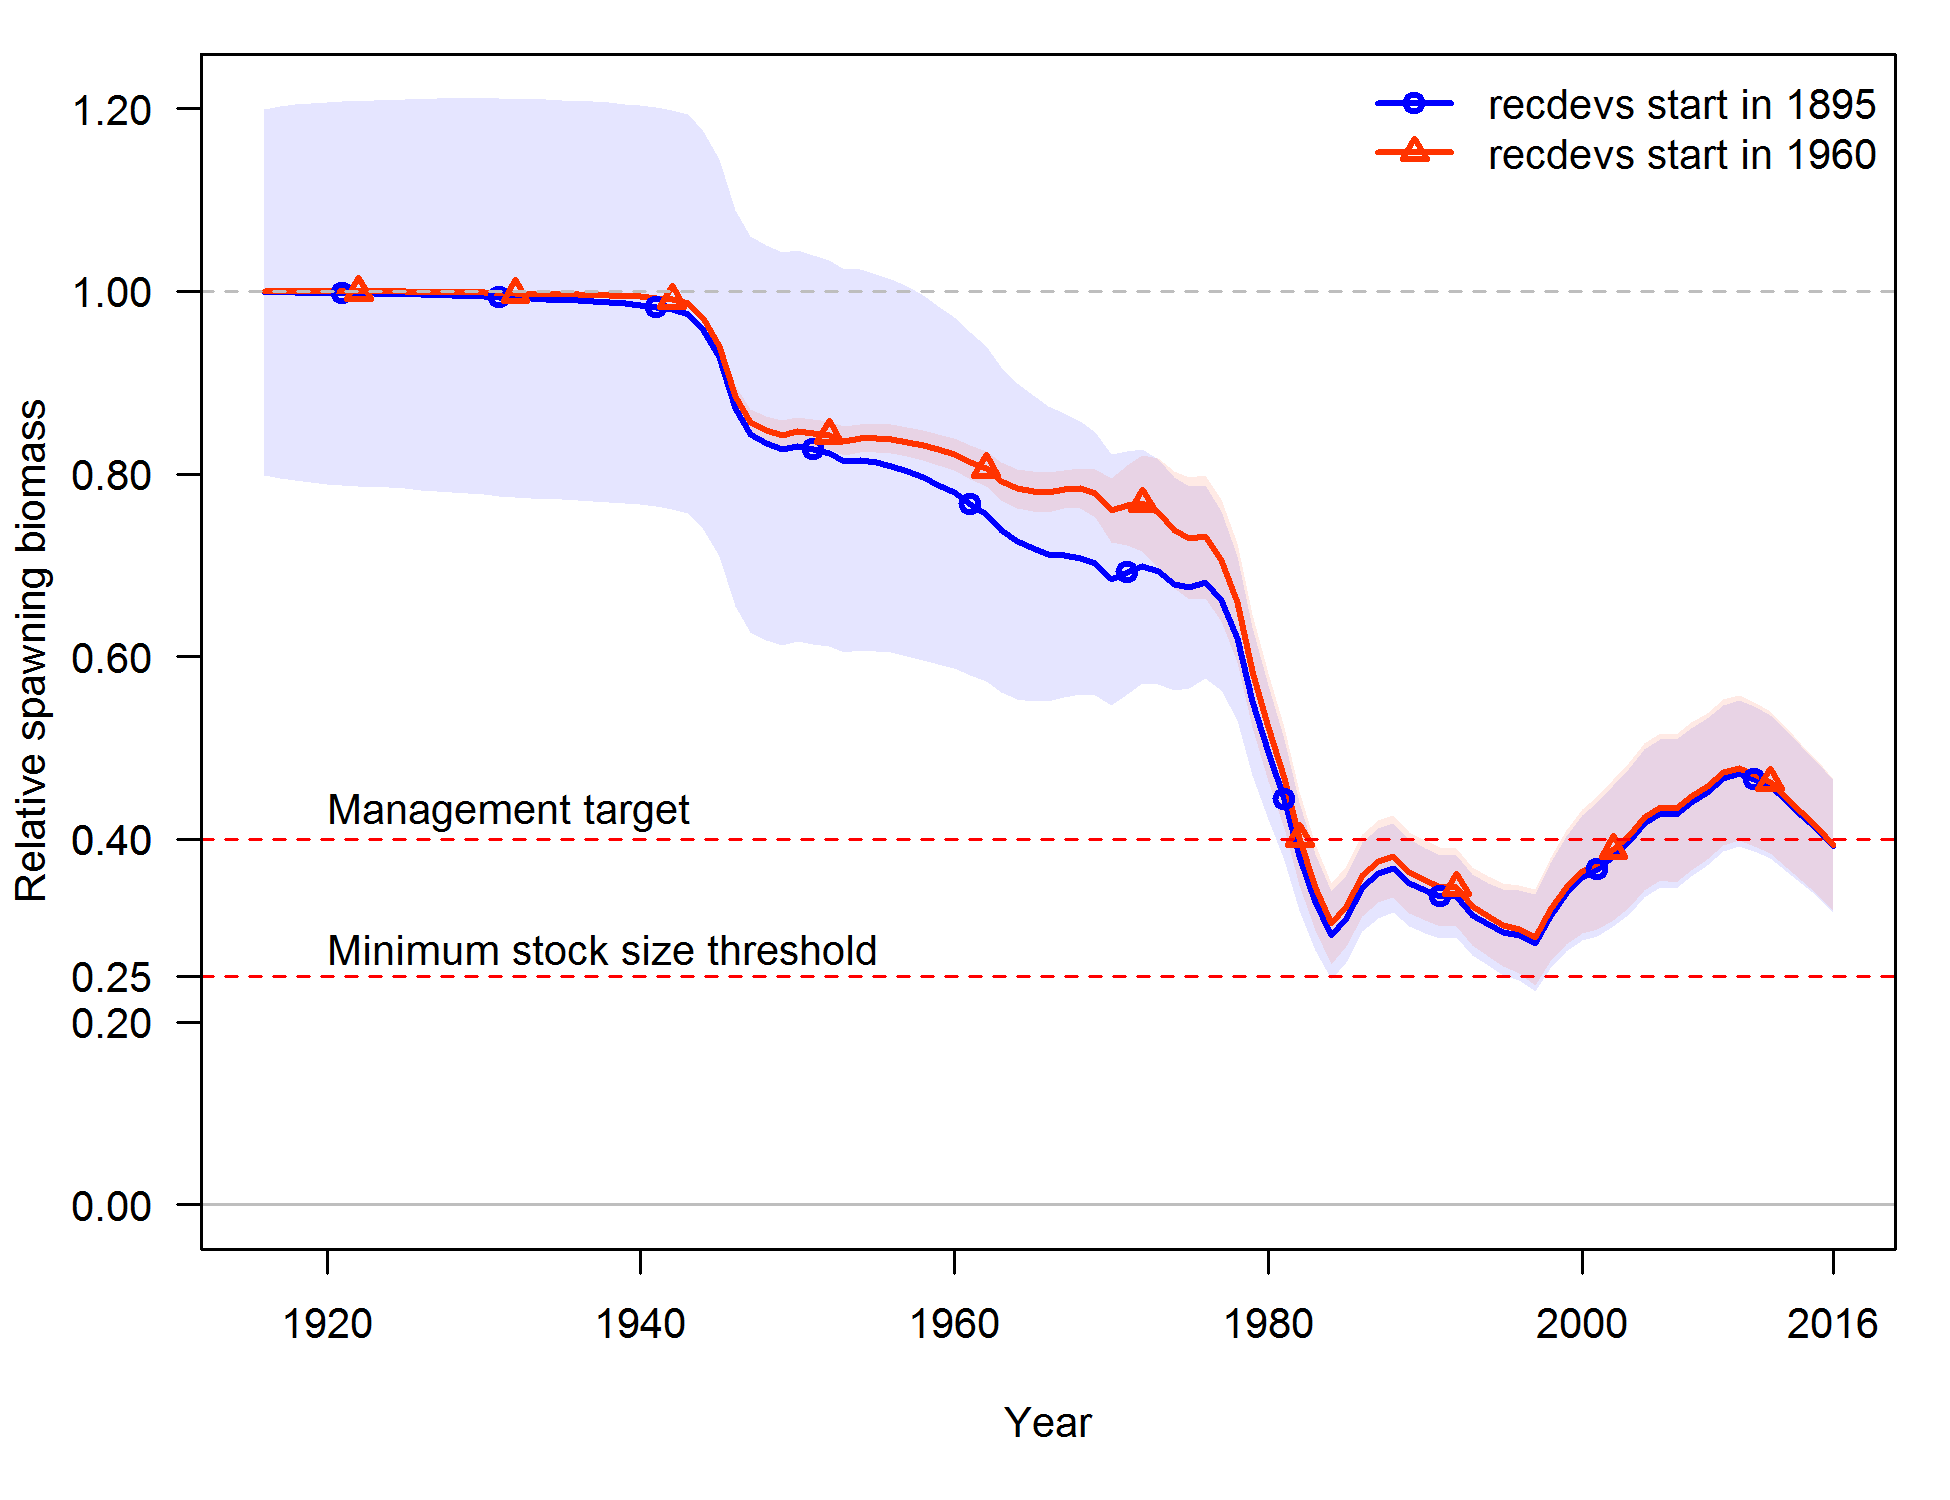 recdevs start in 1895
recdevs start in 1960
1.20
1.00
0.80
0.60
0.40
0.25
0.20
0.00
Relative spawning biomass
Management target
Minimum stock size threshold
1920
1940
1960
1980
2000
2016
Year